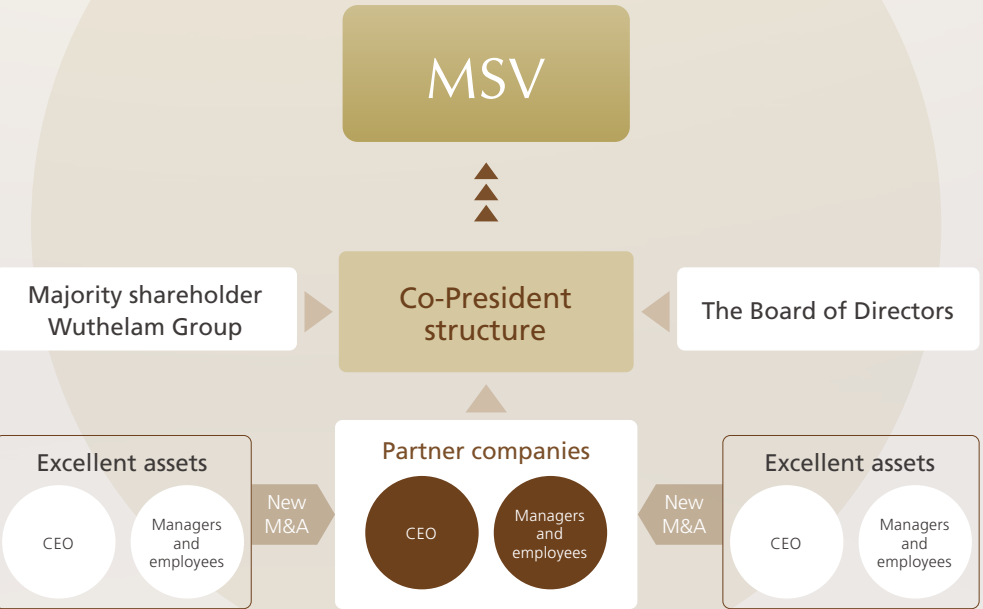 MSV
Majority shareholder
Wuthelam Group
Co-President
structure
The Board of Directors
Excellent assets
CEO
Managers
and
employees
New
M&A
Partner companies
CEO
Managers
and
employees
New
M&A
Excellent assets
CEO
Managers
and
employees